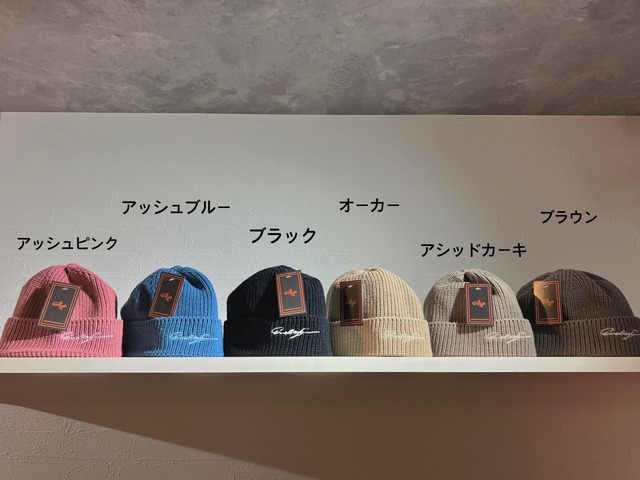 アッシュピンク
アッシュブルー
ブラック
オーカー
アシッドカーキ
ブラウン